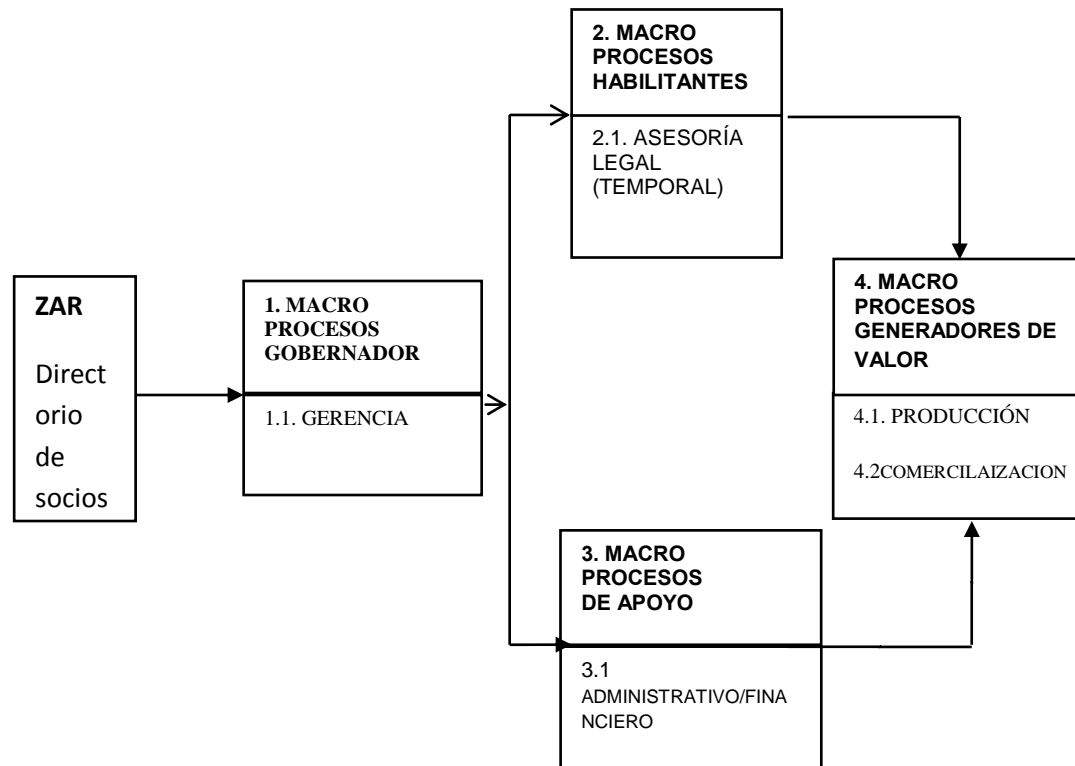 ZAR
Direct
orio
de
socios
1. MACRO
PROCESOS
GOBERNADOR
1.1. GERENCIA
2. MACRO
PROCESOS
HABILITANTES
2.1. ASESORÍA
LEGAL
(TEMPORAL)
3. MACRO
PROCESOS
DE APOYO
3.1
ADMINISTRATIVO/FINA
NCIERO
4. MACRO
PROCESOS
GENERADORES DE
VALOR
4.1. PRODUCCIÓN
4.2COMERCILAIZACION